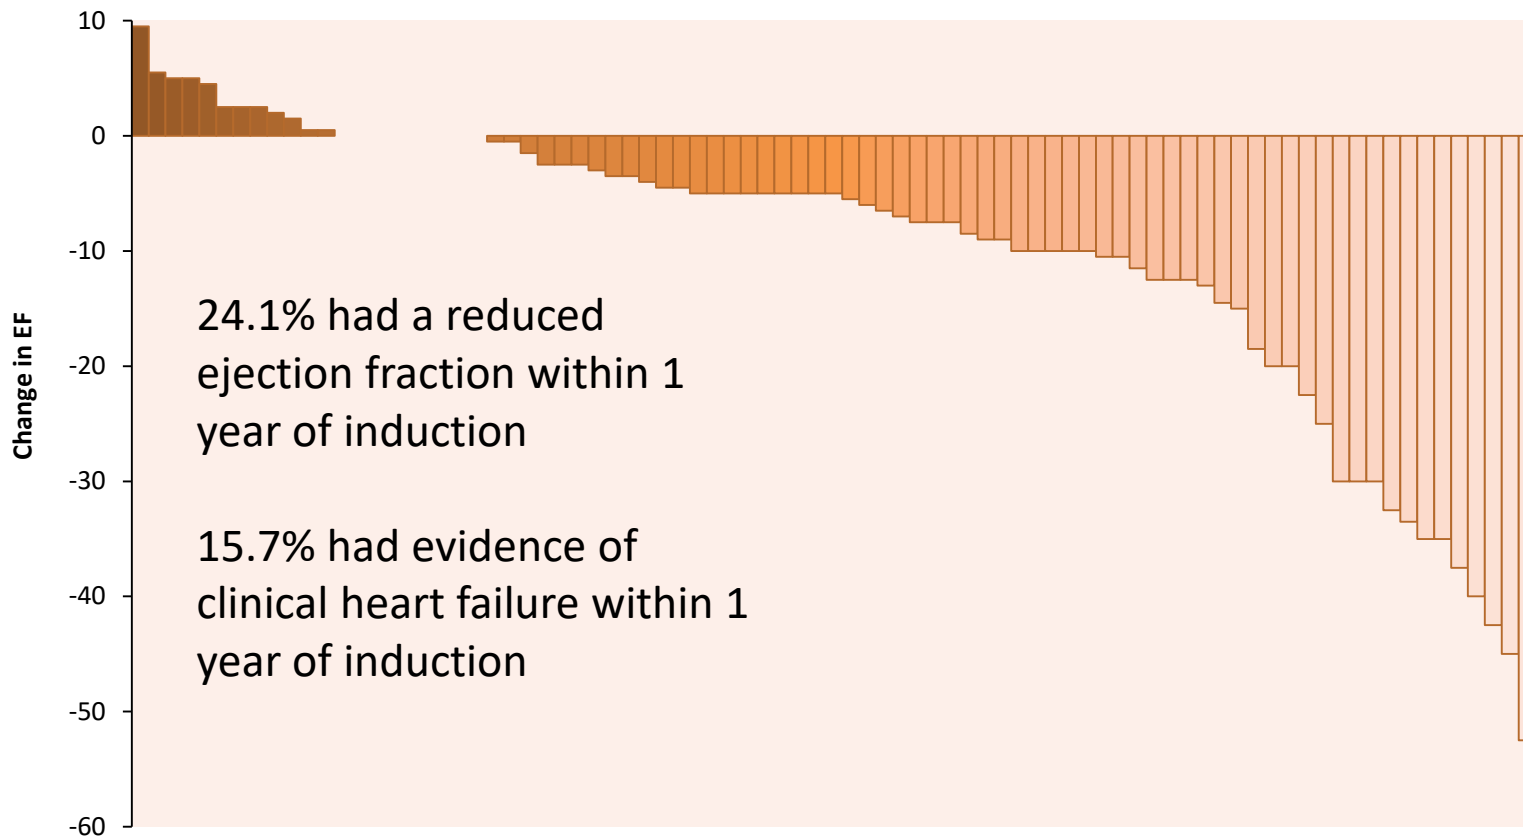 10
0
-10
-20
-30
-40
-50
-60
Change in EF
24.1% had a reduced
ejection fraction within 1
year of induction
15.7% had evidence of
clinical heart failure within 1
year of induction